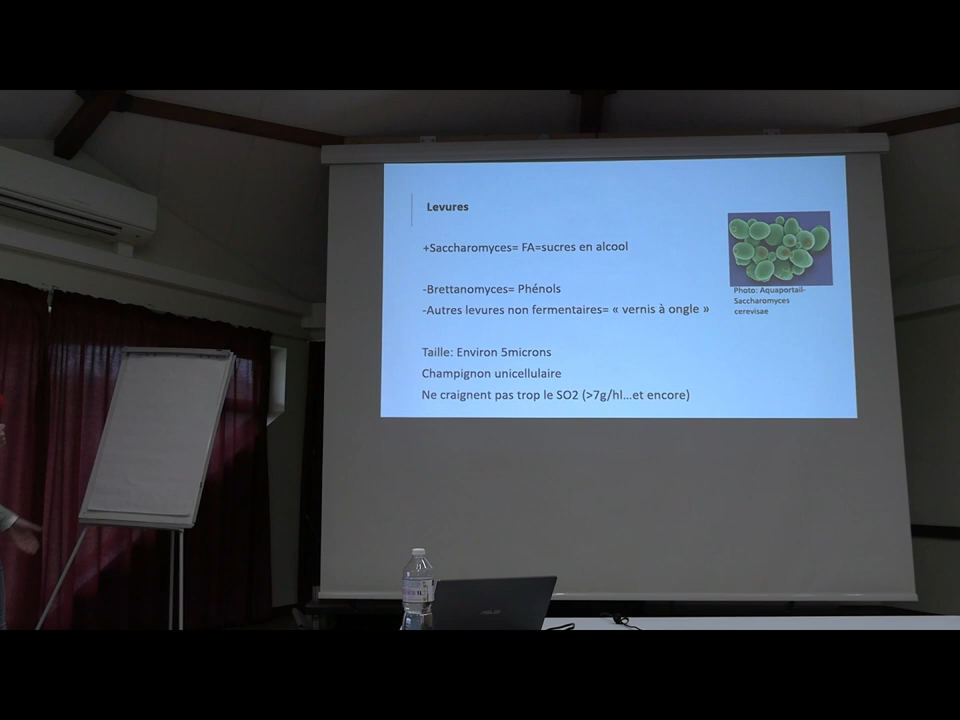 Levures
+Saccharomyces= FA=sucres en alcool
-Brettanomyces= Phénols
-Autres levures non fermentaires= « vernis à ongle »
Photo: Aquaportail-
Saccharomyces
cerevisae
Taille: Environ 5microns
Champignon unicellulaire
Ne craignent pas trop le SO2 (>7g/hl...et encore)
ASUS